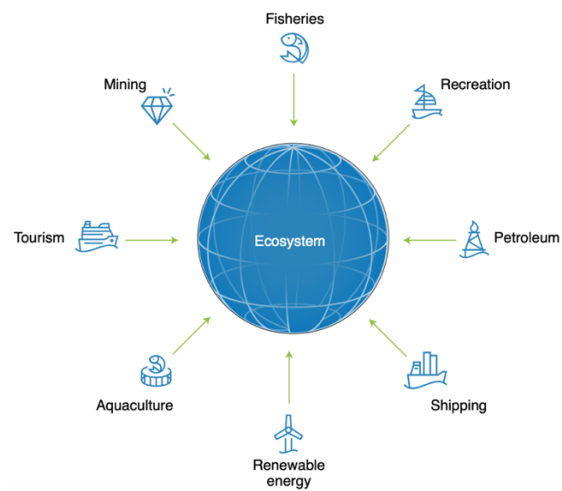 Fisheries
Mining
Recreation
Tourism
Ecosystem
Petroleum
Aquaculture
Shipping
Renewable
energy